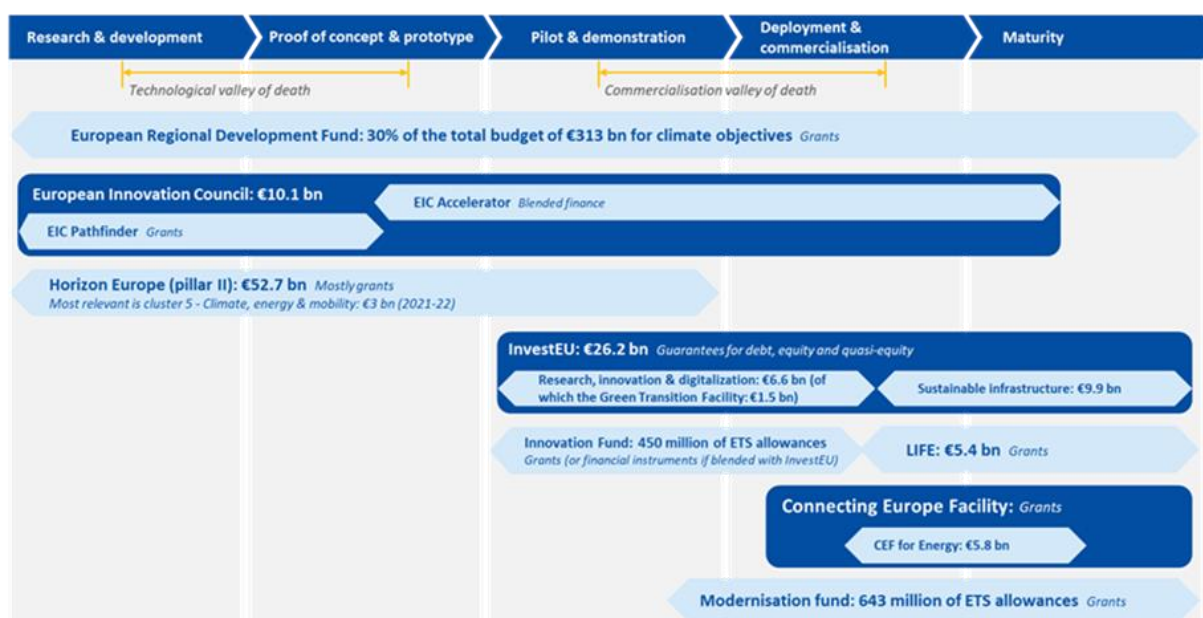 Research & development
Proof of concept & prototype
Pilot & demonstration
Deployment &
commercialisation
Maturity
Technological valley of death
Commercialisation valley of death
European Regional Development Fund: 30% of the total budget of €313 bn for climate objectives Grants
European Innovation Council: €10.1 bn
EIC Accelerator Blended finance
EIC Pathfinder Grants
Horizon Europe (pillar II): €52.7 bn Mostly grants
Most relevant is cluster 5 - Climate, energy & mobility: €3 bn (2021-22)
InvestEU: €26.2 bn Guarantees for debt, equity and quasi-equity
Research, innovation & digitalization: €6.6 bn (of
which the Green Transition Facility: €1.5 bn)
Sustainable infrastructure: €9.9 bn
Innovation Fund: 450 million of ETS allowances
Grants (or financial instruments if blended with InvestEU)
LIFE: €5.4 bn Grants
Connecting Europe Facility: Grants
CEF for Energy: €5.8 bn
Modernisation fund: 643 million of ETS allowances Grants